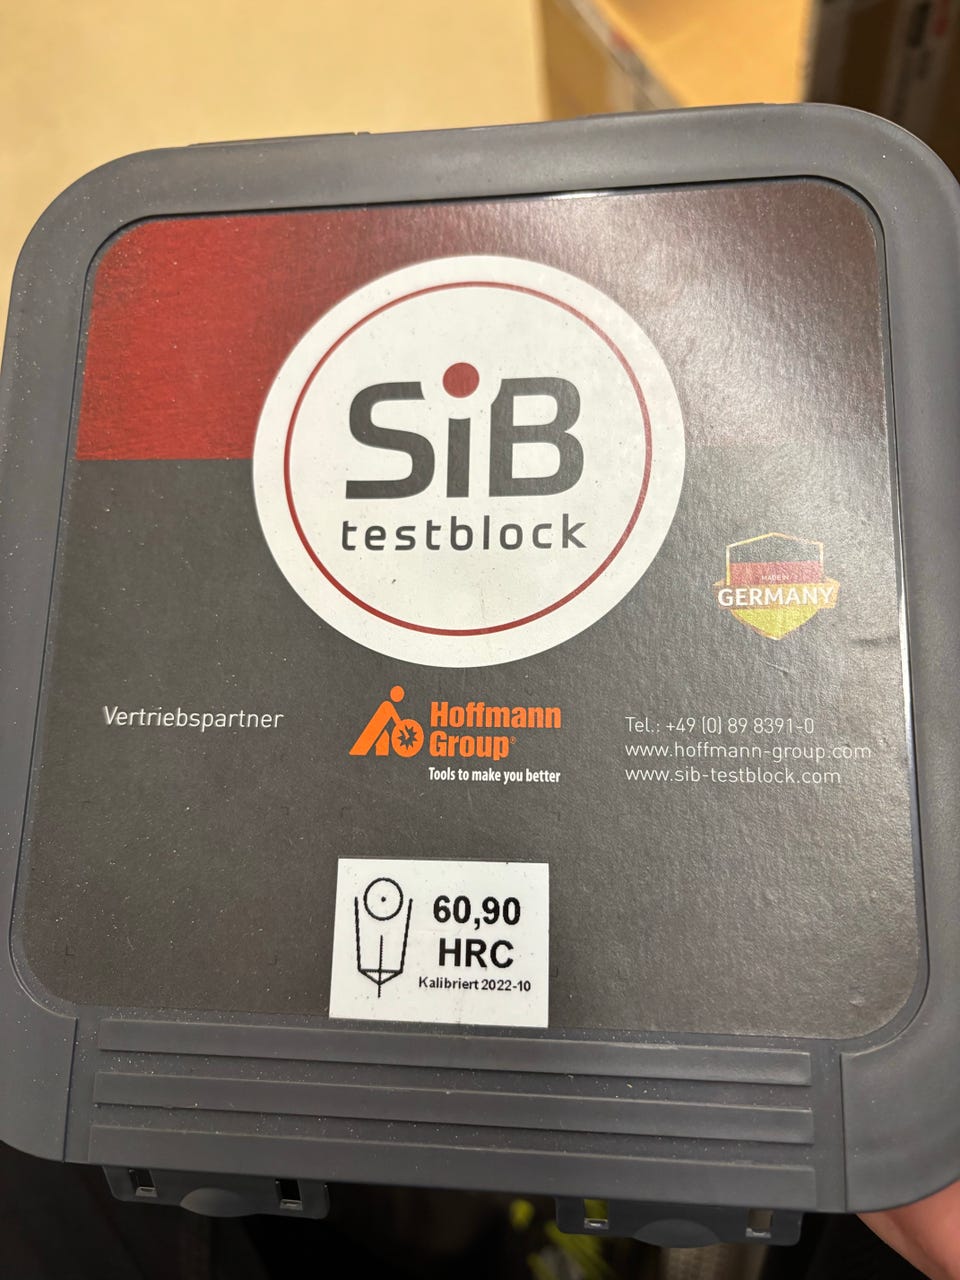 SiB
testblock
MADE IN
GERMANY
Vertriebspartner
Hoffmann
Group®
Tools to make you better
Tel.: +49 (0) 89 8391-0
www.hoffmann-group.com
www.sib-testblock.com
60,90
HRC
Kalibriert 2022-10